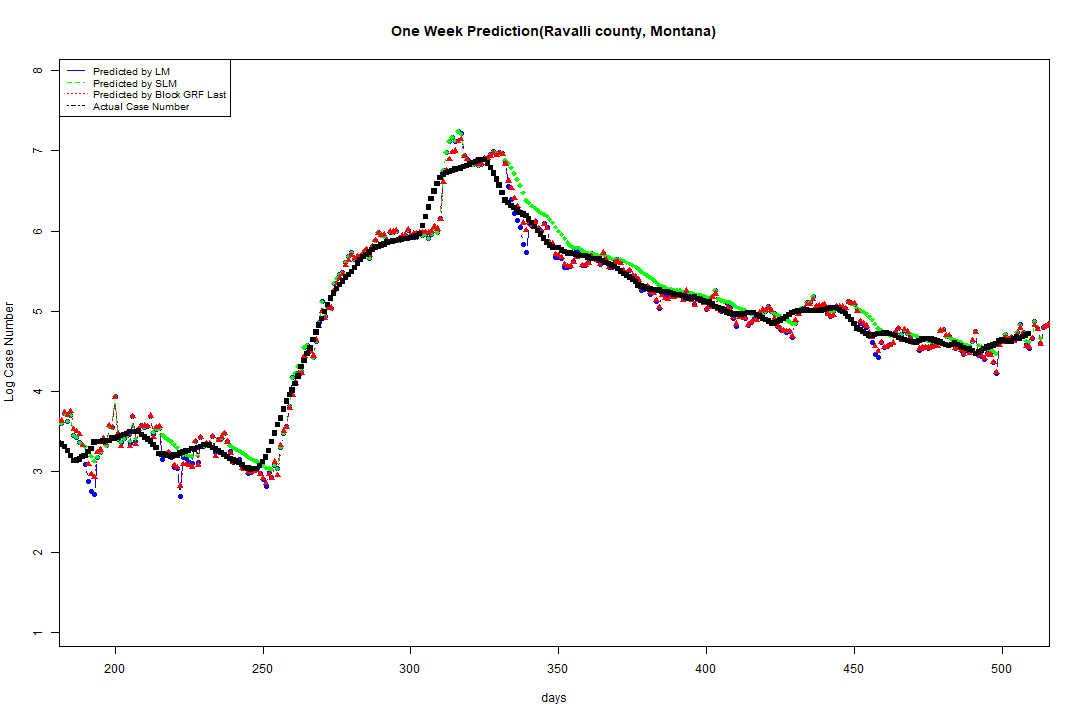 One Week Prediction(Ravalli county, Montana)
Predicted by LM
Predicted by SLM
Predicted by Block GRF Last
Actual Case Number
8
7
6
5
4
3
2
1
Log Case Number
200 250 300 350 400 450 500
days